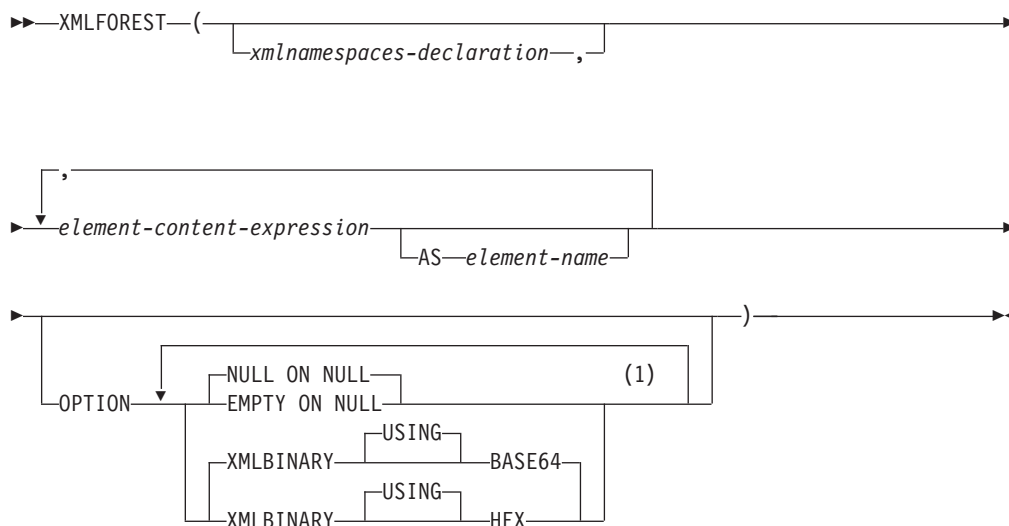 XMLFOREST (
xmlnamespaces-declaration ,
,
element-content-expression
AS element-name
)
NULL ON NULL (1)
OPTION EMPTY ON NULL
USING
XMLBINARY BASE64
USING
XMLBINARY HEX